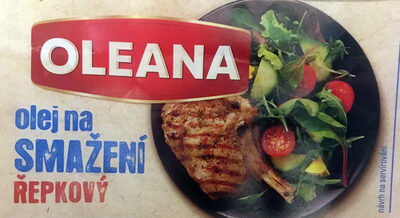 OLEANA
olej na
SMAŽENÍ
ŘEPKOVÝ
návrh na servírování